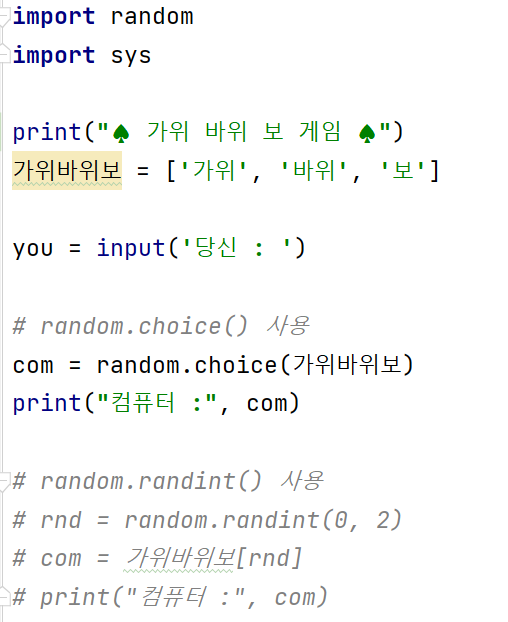 import random
import sys
print("♠ 가위 바위 보 게임 ♠")
가위바위보 = ['가위', '바위', '보']
you = input('당신 : ')
# random.choice() 사용
com = random.choice(가위바위보)
print("컴퓨터 :", com)
# random.randint() 사용
# rnd = random.randint(0, 2)
# com = 가위바위보[rnd]
# print("컴퓨터 :", com)